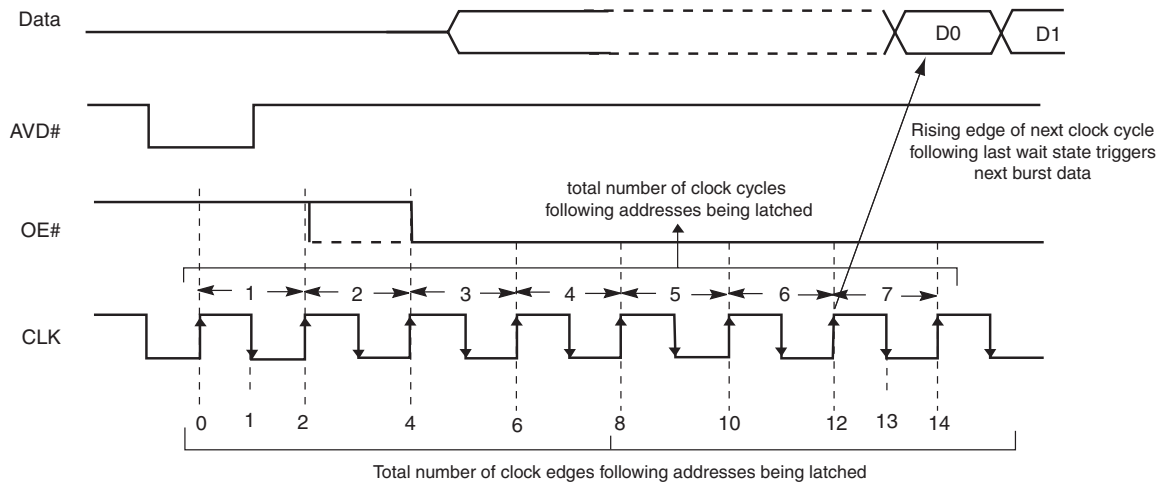 Data
D0
D1
AVD#
Rising edge of next clock cycle
following last wait state triggers
next burst data
total number of clock cycles
following addresses being latched
OE#
1 2 3 4 5 6 7
CLK
0 1 2 4 6 8 10 12 13 14
Total number of clock edges following addresses being latched